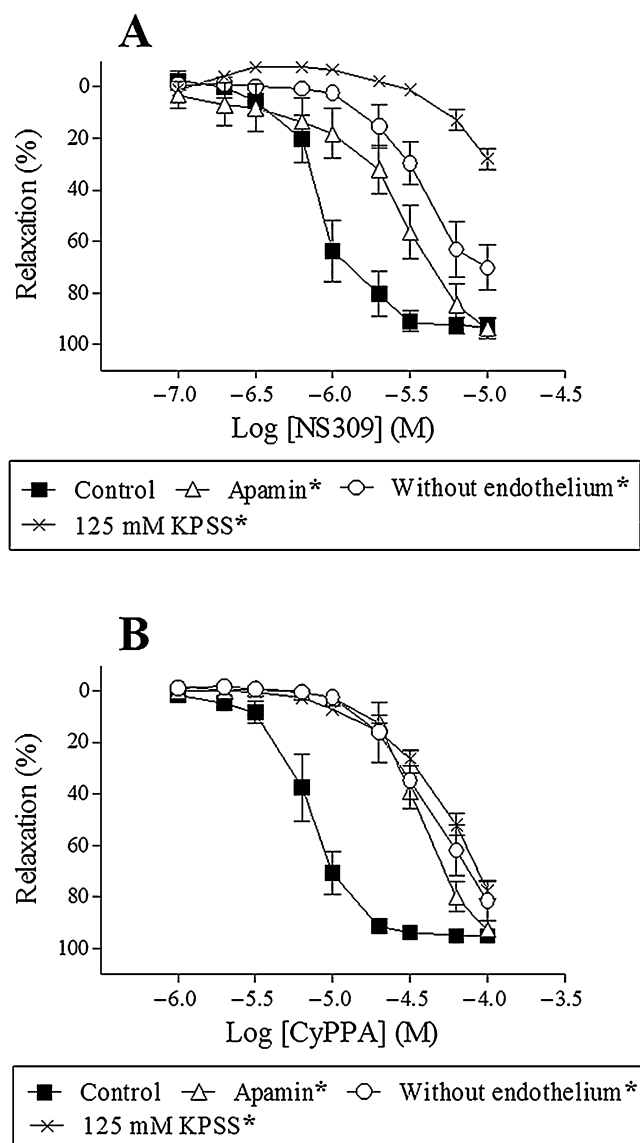 A
0
20
40
60
80
100
Relaxation (%)
−7.0 −6.5 −6.0 −5.5 −5.0 −4.5
Log [NS309] (M)
Control Apamin* Without endothelium*
125 mM KPSS*
B
0
20
40
60
80
100
Relaxation (%)
−6.0 −5.5 −5.0 −4.5 −4.0 −3.5
Log [CyPPA] (M)
Control Apamin* Without endothelium*
125 mM KPSS*